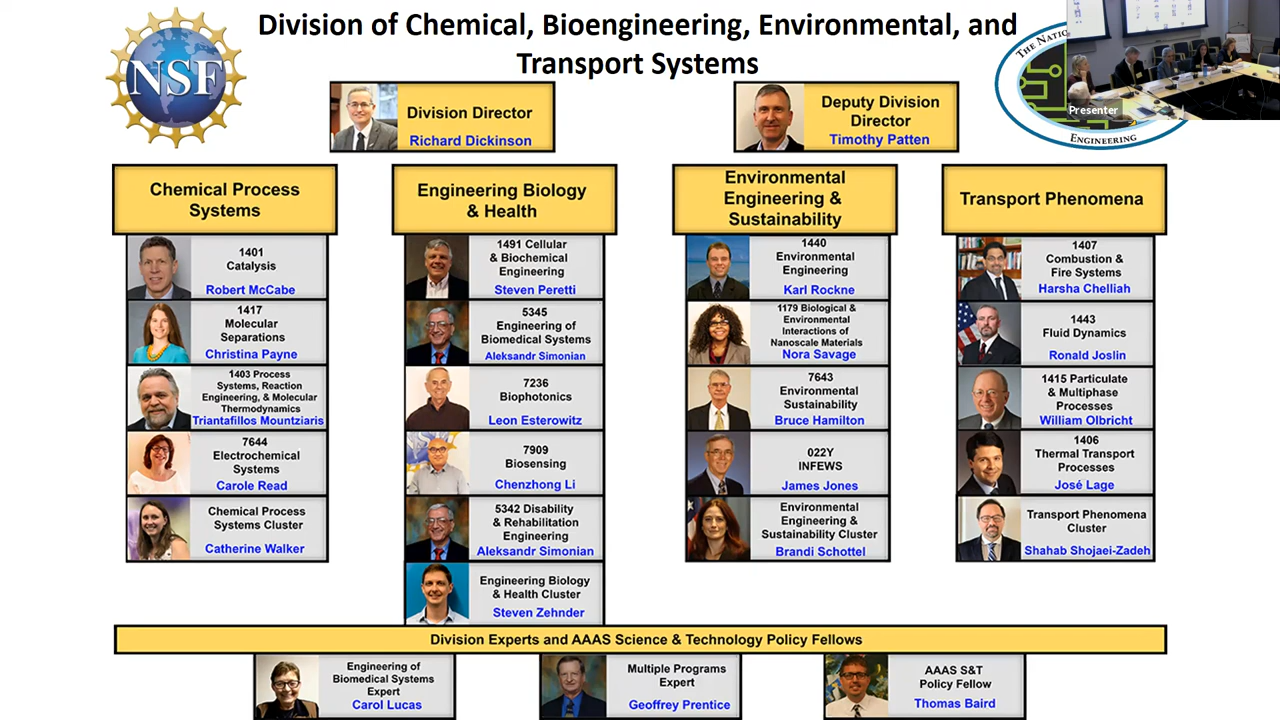 Division of Chemical, Bioengineering, Environmental, and
Transport Systems
NSF
THE NATIO
ENGINEERING
Presenter
Division Director
Richard Dickinson
Deputy Division
Director
Timothy Patten
Chemical Process
Systems
1401
Catalysis
Robert McCabe
1417
Molecular
Separations
Christina Payne
1403 Process
Systems, Reaction
Engineering, & Molecular
Thermodynamics
Triantafillos Mountziaris
7644
Electrochemical
Systems
Carole Read
Chemical Process
Systems Cluster
Catherine Walker
Engineering Biology
& Health
1491 Cellular
& Biochemical
Engineering
Steven Peretti
5345
Engineering of
Biomedical Systems
Aleksandr Simonian
7236
Biophotonics
Leon Esterowitz
7909
Biosensing
Chenzhong Li
5342 Disability
& Rehabilitation
Engineering
Aleksandr Simonian
Engineering Biology
& Health Cluster
Steven Zehnder
Environmental
Engineering &
Sustainability
1440
Environmental
Engineering
Karl Rockne
1179 Biological &
Environmental
Interactions of
Nanoscale Materials
Nora Savage
7643
Environmental
Sustainability
Bruce Hamilton
022Y
INFEWS
James Jones
Environmental
Engineering &
Sustainability Cluster
Brandi Schottel
Transport Phenomena
1407
Combustion &
Fire Systems
Harsha Chelliah
1443
Fluid Dynamics
Ronald Joslin
1415 Particulate
& Multiphase
Processes
William Olbricht
1406
Thermal Transport
Processes
José Lage
Transport Phenomena
Cluster
Shahab Shojaei-Zadeh
Division Experts and AAAS Science & Technology Policy Fellows
Engineering of
Biomedical Systems
Expert
Carol Lucas
Multiple Programs
Expert
Geoffrey Prentice
AAAS S&T
Policy Fellow
Thomas Baird